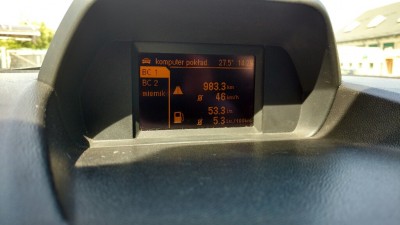 komputer pokład. 27.5°
BC 1
BC 2
983.3 km
ø 46 km/h
53.3 l
ø 5.3